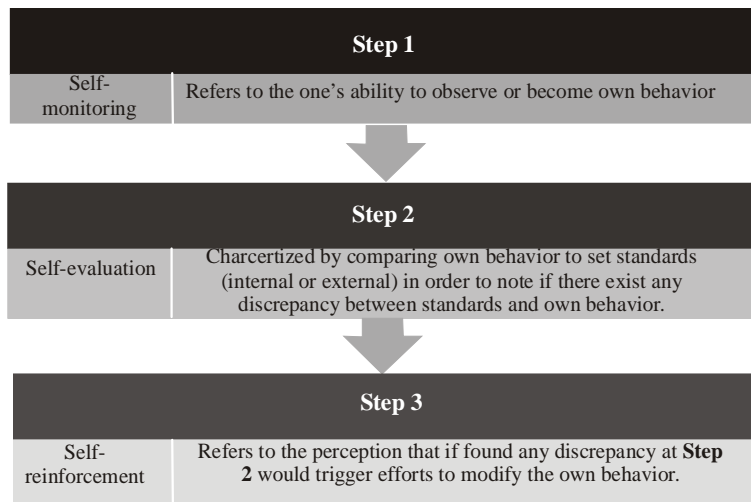 Step 1
Self-
monitoring
Refers to the one's ability to observe or become own behavior
Step 2
Self-evaluation
Charcertized by comparing own behavior to set standards
(internal or external) in order to note if there exist any
discrepancy between standards and own behavior.
Step 3
Self-
reinforcement
Refers to the perception that if found any discrepancy at Step
2 would trigger efforts to modify the own behavior.